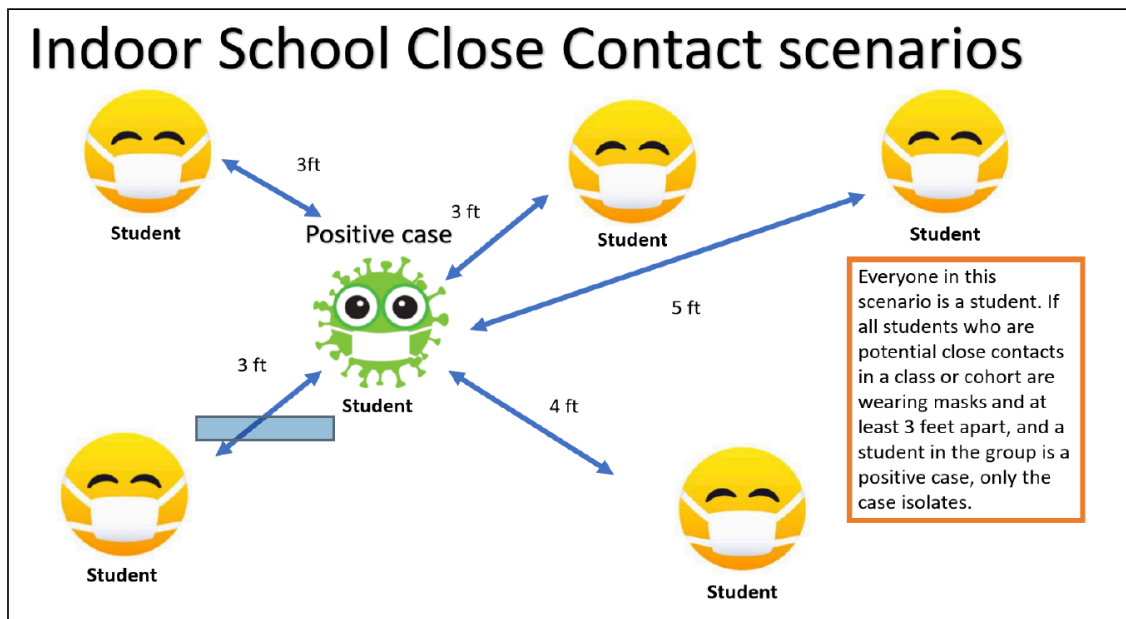 Indoor School Close Contact scenarios
3ft
Student
Positive case
3 ft
Student
Student
5 ft
3 ft
Student
4 ft
Student
Student
Everyone in this
scenario is a student. If
all students who are
potential close contacts
in a class or cohort are
wearing masks and at
least 3 feet apart, and a
student in the group is a
positive case, only the
case isolates.